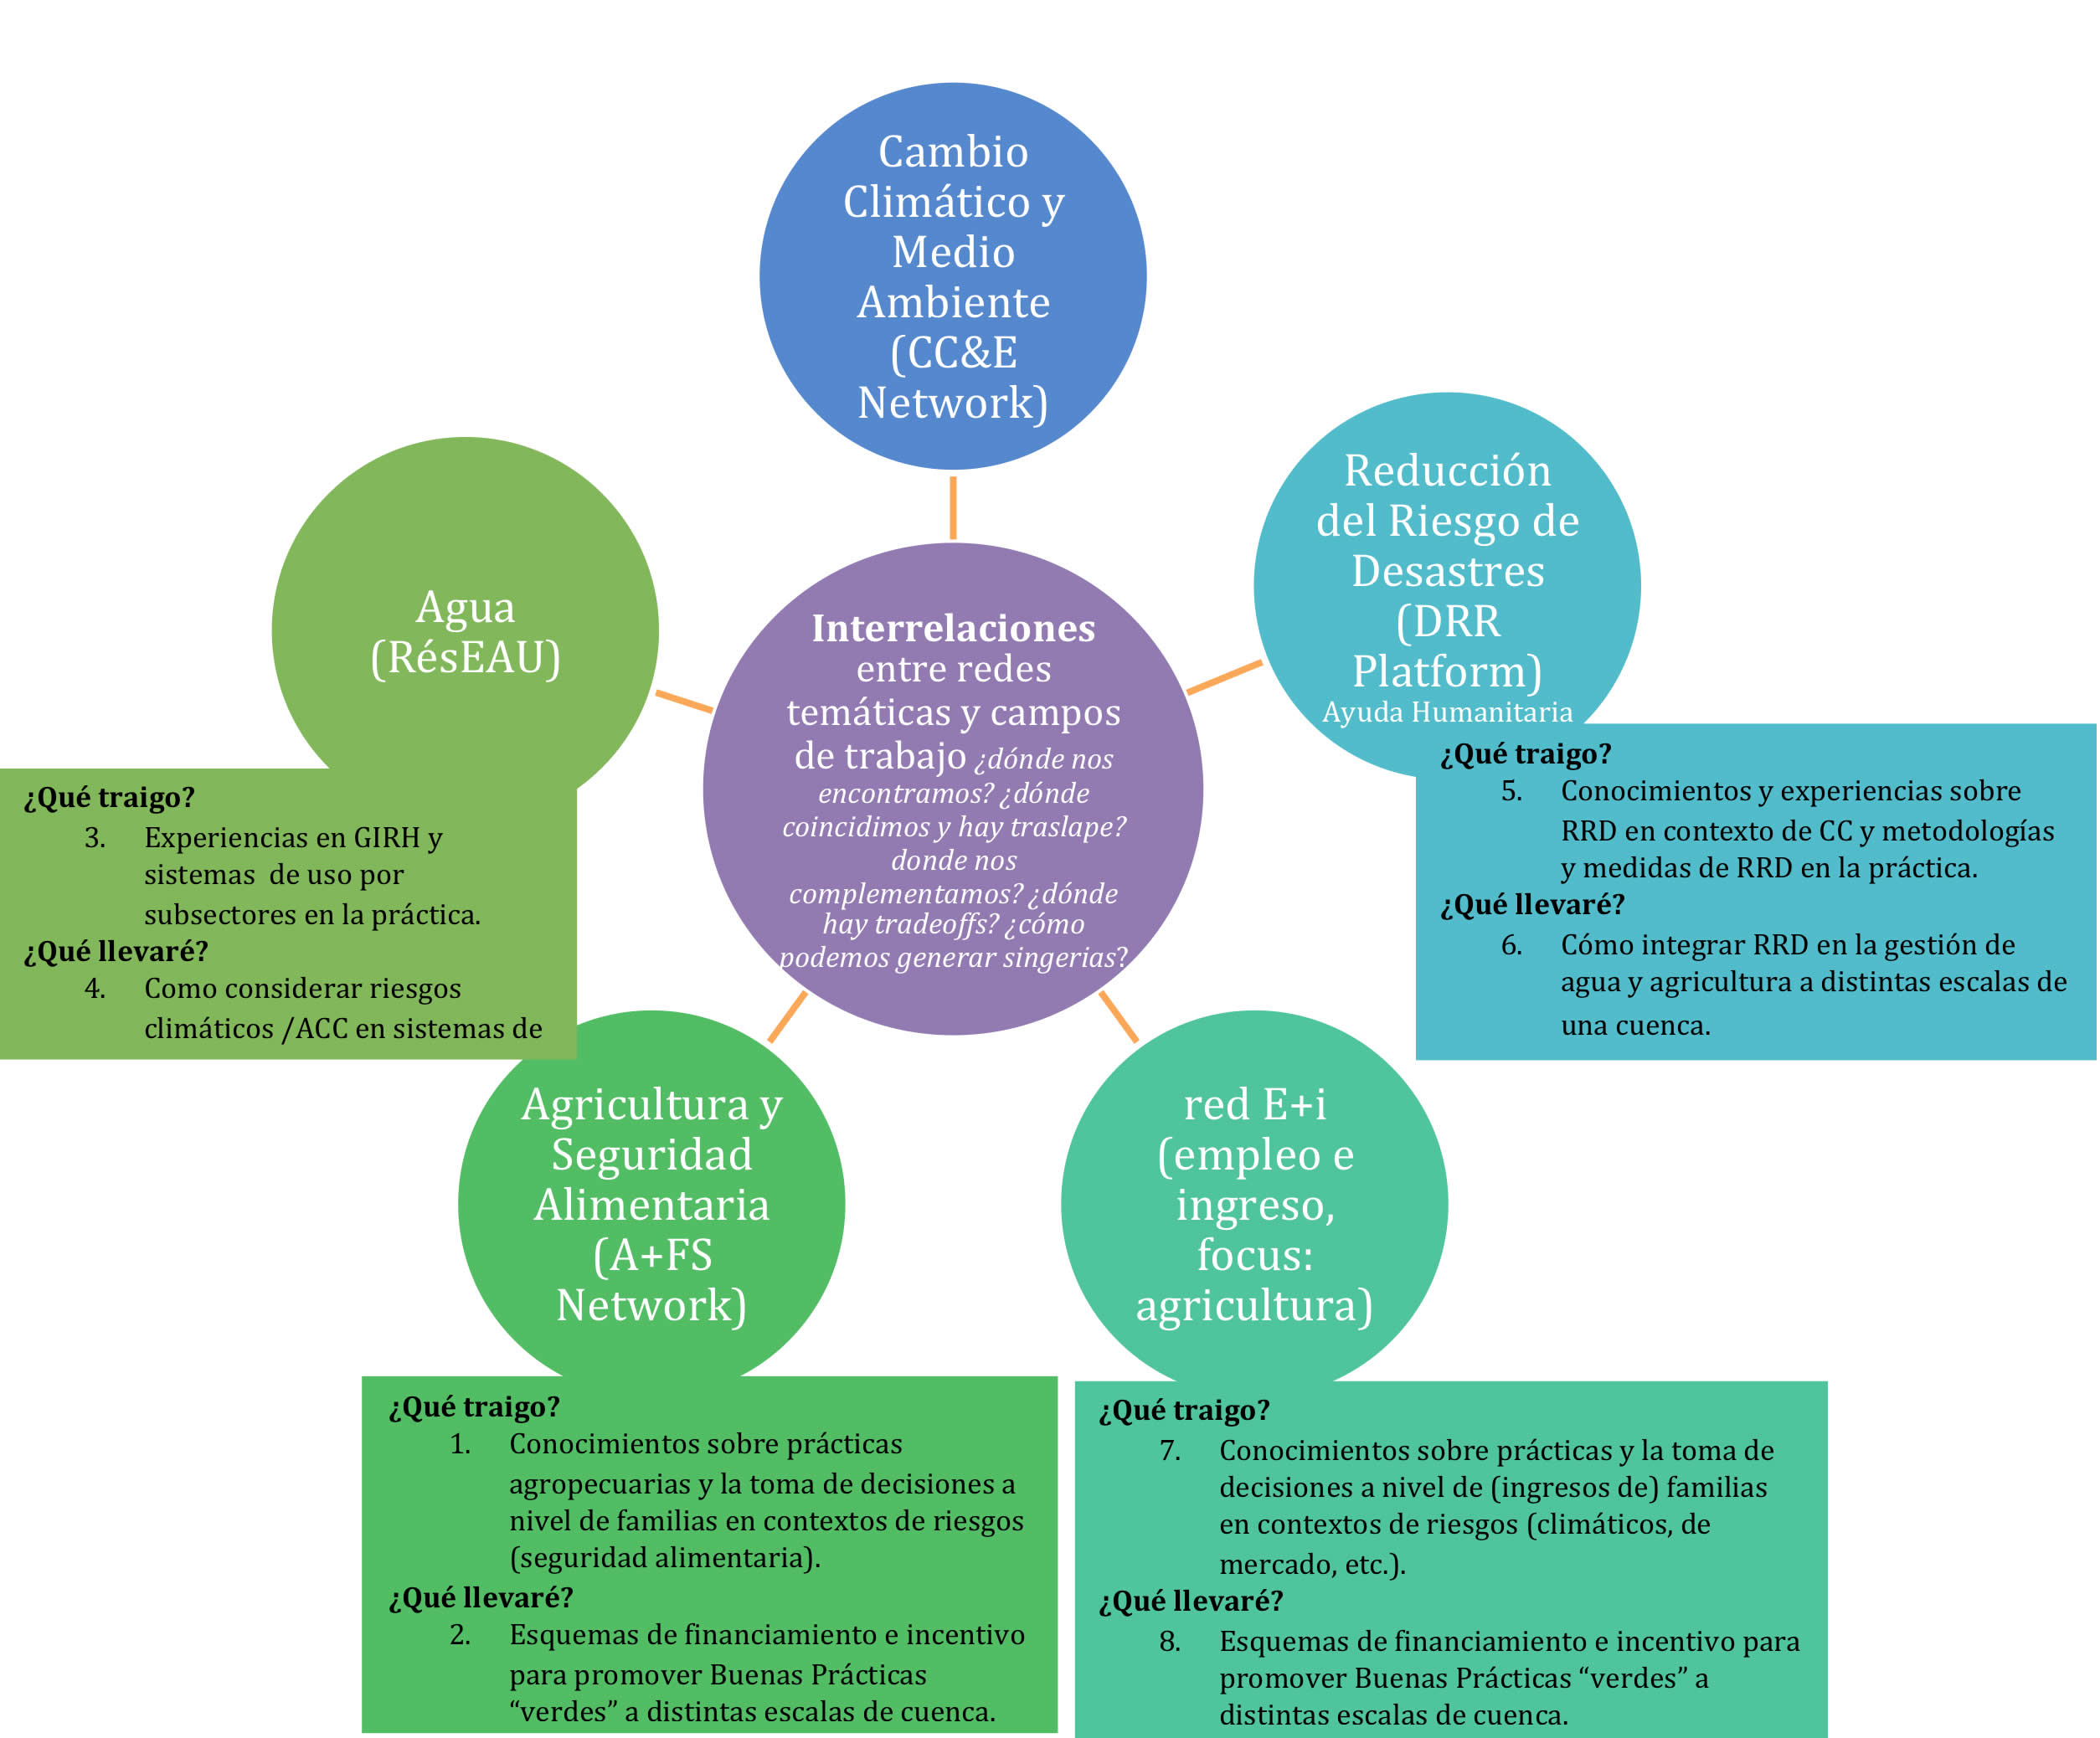 Cambio
Climático y
Medio
Ambiente
(CC&E
Network)
Reducción
del Riesgo de
Desastres
(DRR
Platform)
Ayuda Humanitaria
¿Qué traigo?
5. Conocimientos y experiencias sobre
RRD en contexto de CC y metodologías
y medidas de RRD en la práctica.
¿Qué llevaré?
6. Cómo integrar RRD en la gestión de
agua y agricultura a distintas escalas de
una cuenca.
Agua
(RésEAU)
¿Qué traigo?
3. Experiencias en GIRH y
sistemas de uso por
subsectores en la práctica.
¿Qué llevaré?
4. Como considerar riesgos
climáticos /ACC en sistemas de
Interrelaciones
entre redes
temáticas y campos
de trabajo ¿dónde nos
encontramos? ¿dónde
coincidimos y hay traslape?
donde nos
complementamos? ¿dónde
hay tradeoffs? ¿cómo
podemos generar singerias?
Agricultura y
Seguridad
Alimentaria
(A+FS
Network)
¿Qué traigo?
1. Conocimientos sobre prácticas
agropecuarias y la toma de decisiones a
nivel de familias en contextos de riesgos
(seguridad alimentaria).
¿Qué llevaré?
2. Esquemas de financiamiento e incentivo
para promover Buenas Prácticas
“verdes” a distintas escalas de cuenca.
red E+i
(empleo e
ingreso,
focus:
agricultura)
¿Qué traigo?
7. Conocimientos sobre prácticas y la toma de
decisiones a nivel de (ingresos de) familias
en contextos de riesgos (climáticos, de
mercado, etc.).
¿Qué llevaré?
8. Esquemas de financiamiento e incentivo para
promover Buenas Prácticas “verdes” a
distintas escalas de cuenca.